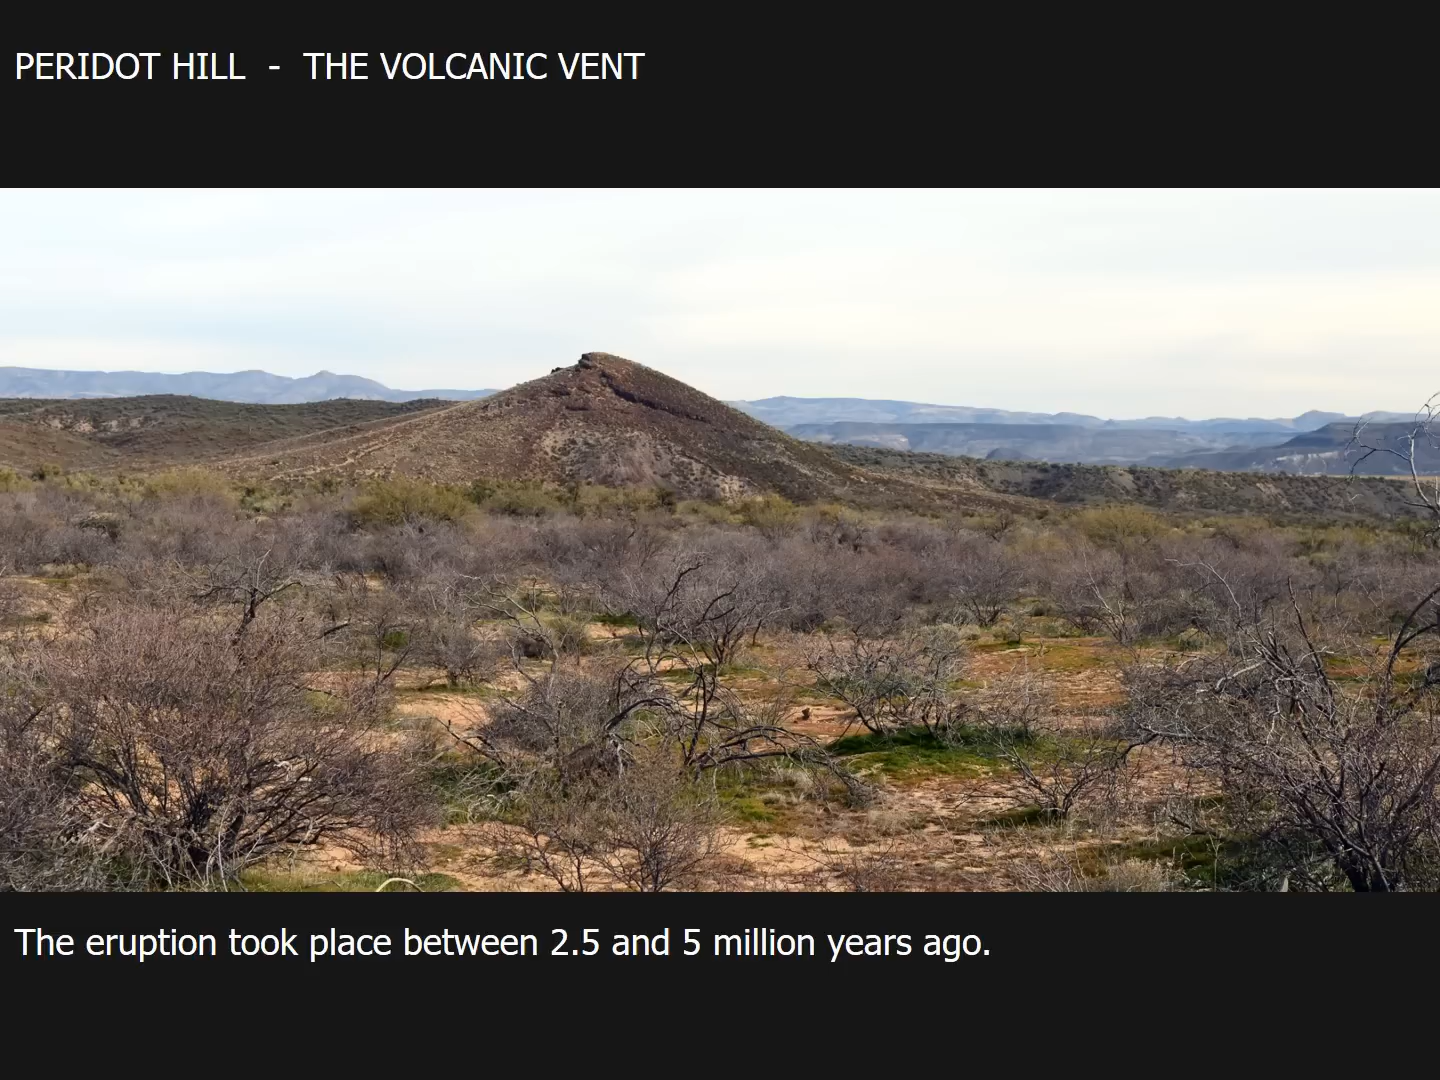 PERIDOT HILL  -  THE VOLCANIC VENT
The eruption took place between 2.5 and 5 million years ago.